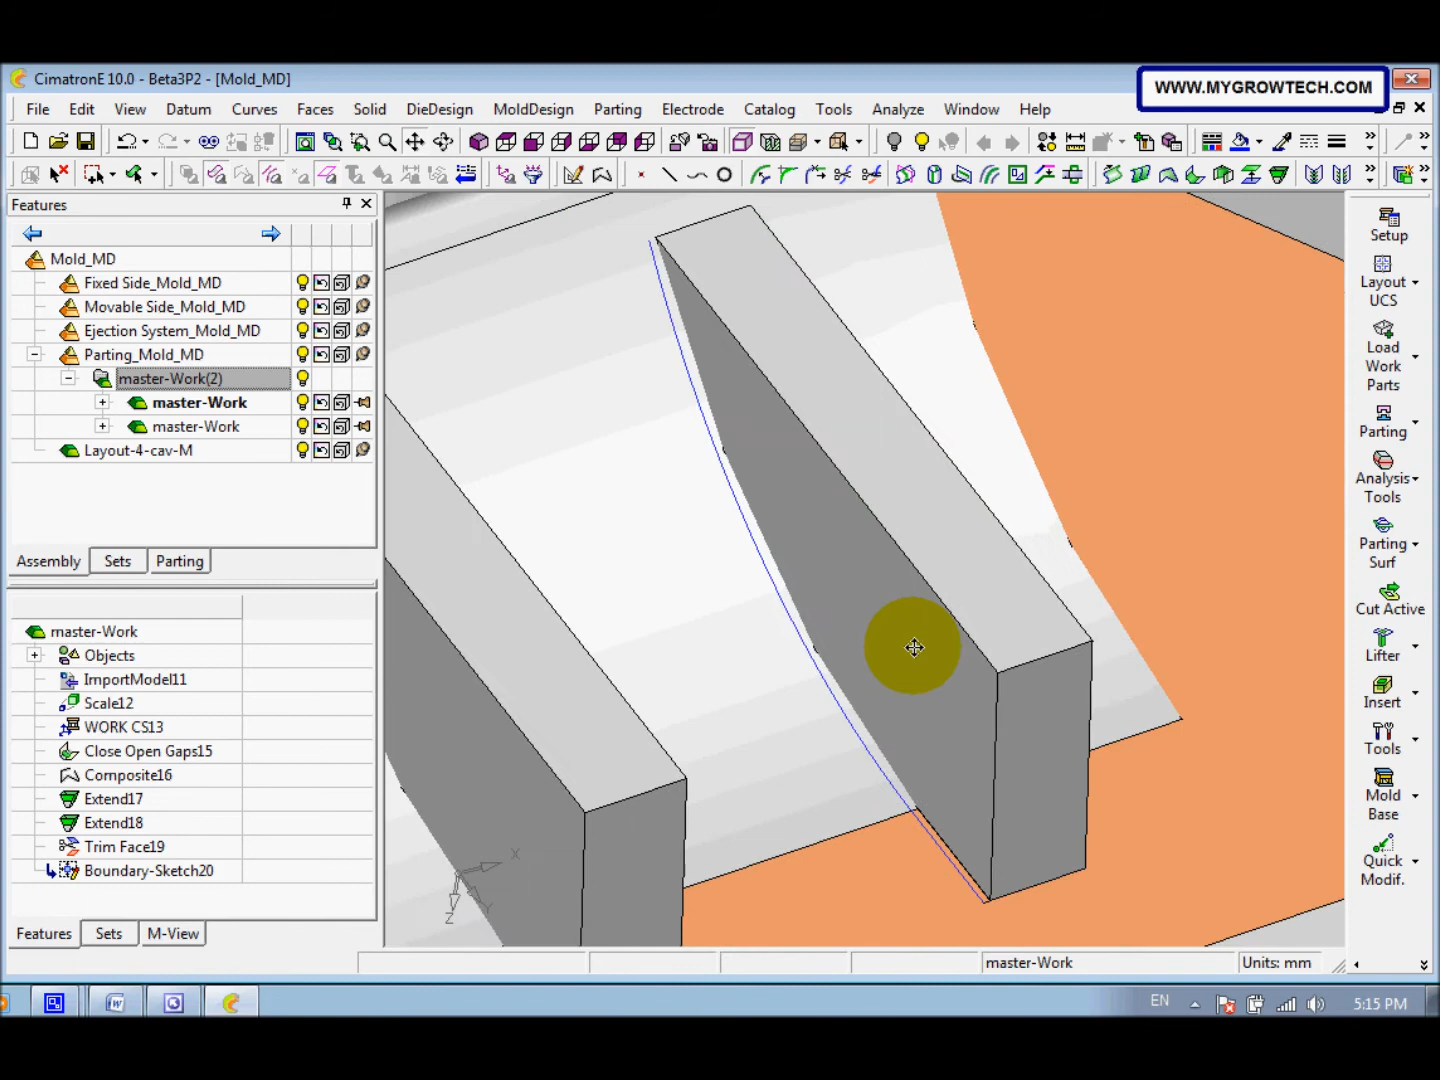 CimatronE 10.0 - Beta3P2 - [Mold_MD]
WWW.MYGROWTECH.COM
File Edit View Datum Curves Faces Solid DieDesign MoldDesign Parting Electrode Catalog Tools Analyze Window Help
Features
Mold_MD
Fixed Side_Mold_MD
Movable Side_Mold_MD
Ejection System_Mold_MD
Parting_Mold_MD
master-Work(2)
master-Work
master-Work
Layout-4-cav-M
Assembly Sets Parting
master-Work
Objects
ImportModel11
Scale12
WORK CS13
Close Open Gaps15
Composite16
Extend17
Extend18
Trim Face19
Boundary-Sketch20
Features Sets M-View
X
Y
Z
Setup
Layout
UCS
Load
Work
Parts
Parting
Analysis
Tools
Parting
Surf
Cut Active
Lifter
Insert
Tools
Mold
Base
Quick
Modif.
master-Work
Units: mm
EN
5:15 PM